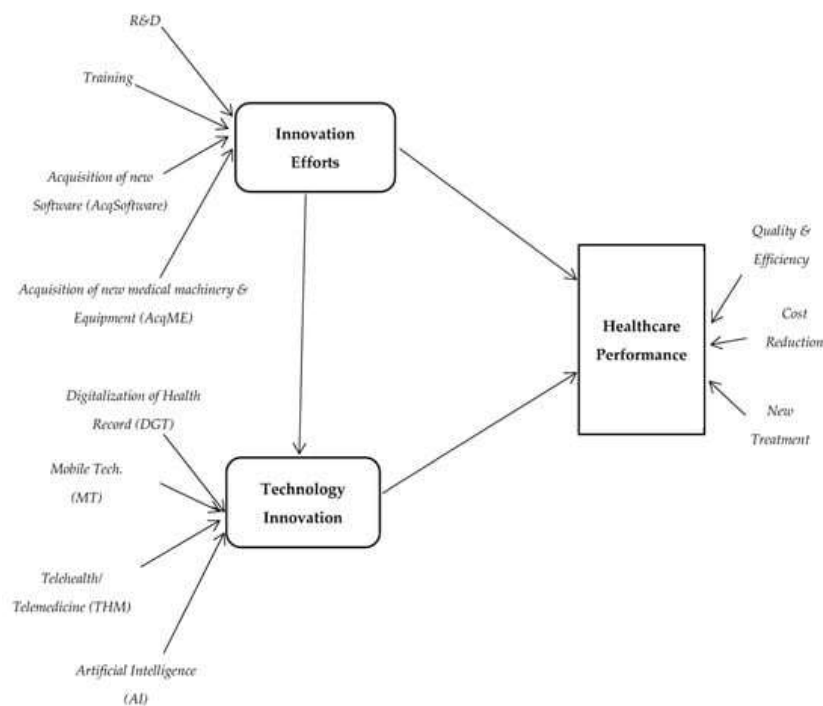 R&D
Training
Innovation
Efforts
Acquisition of new
Software (AcqSoftware)
Acquisition of new medical machinery &
Equipment (AcqME)
Quality &
Efficiency
Healthcare
Performance
Cost
Reduction
New
Treatment
Digitalization of Health
Record (DGT)
Mobile Tech.
(MT)
Technology
Innovation
Telehealth/
Telemedicine (THM)
Artificial Intelligence
(AI)